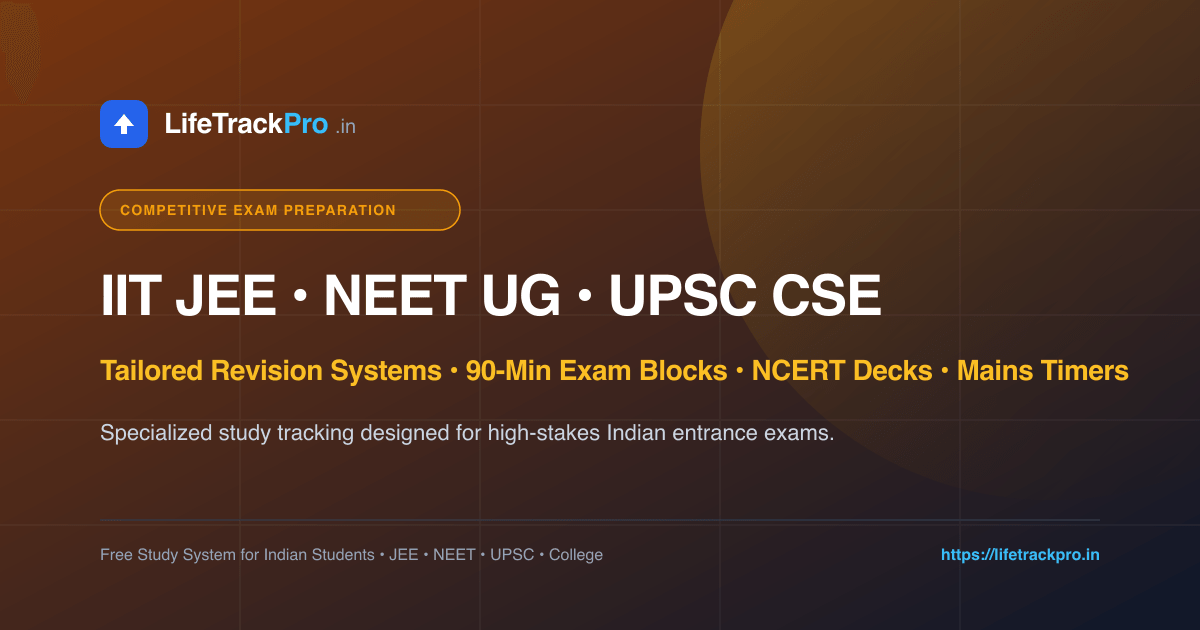 LifeTrackPro .in
COMPETITIVE EXAM PREPARATION
IIT JEE • NEET UG • UPSC CSE
Tailored Revision Systems • 90-Min Exam Blocks • NCERT Decks • Mains Timers
Specialized study tracking designed for high-stakes Indian entrance exams.
Free Study System for Indian Students • JEE • NEET • UPSC • College
https://lifetrackpro.in